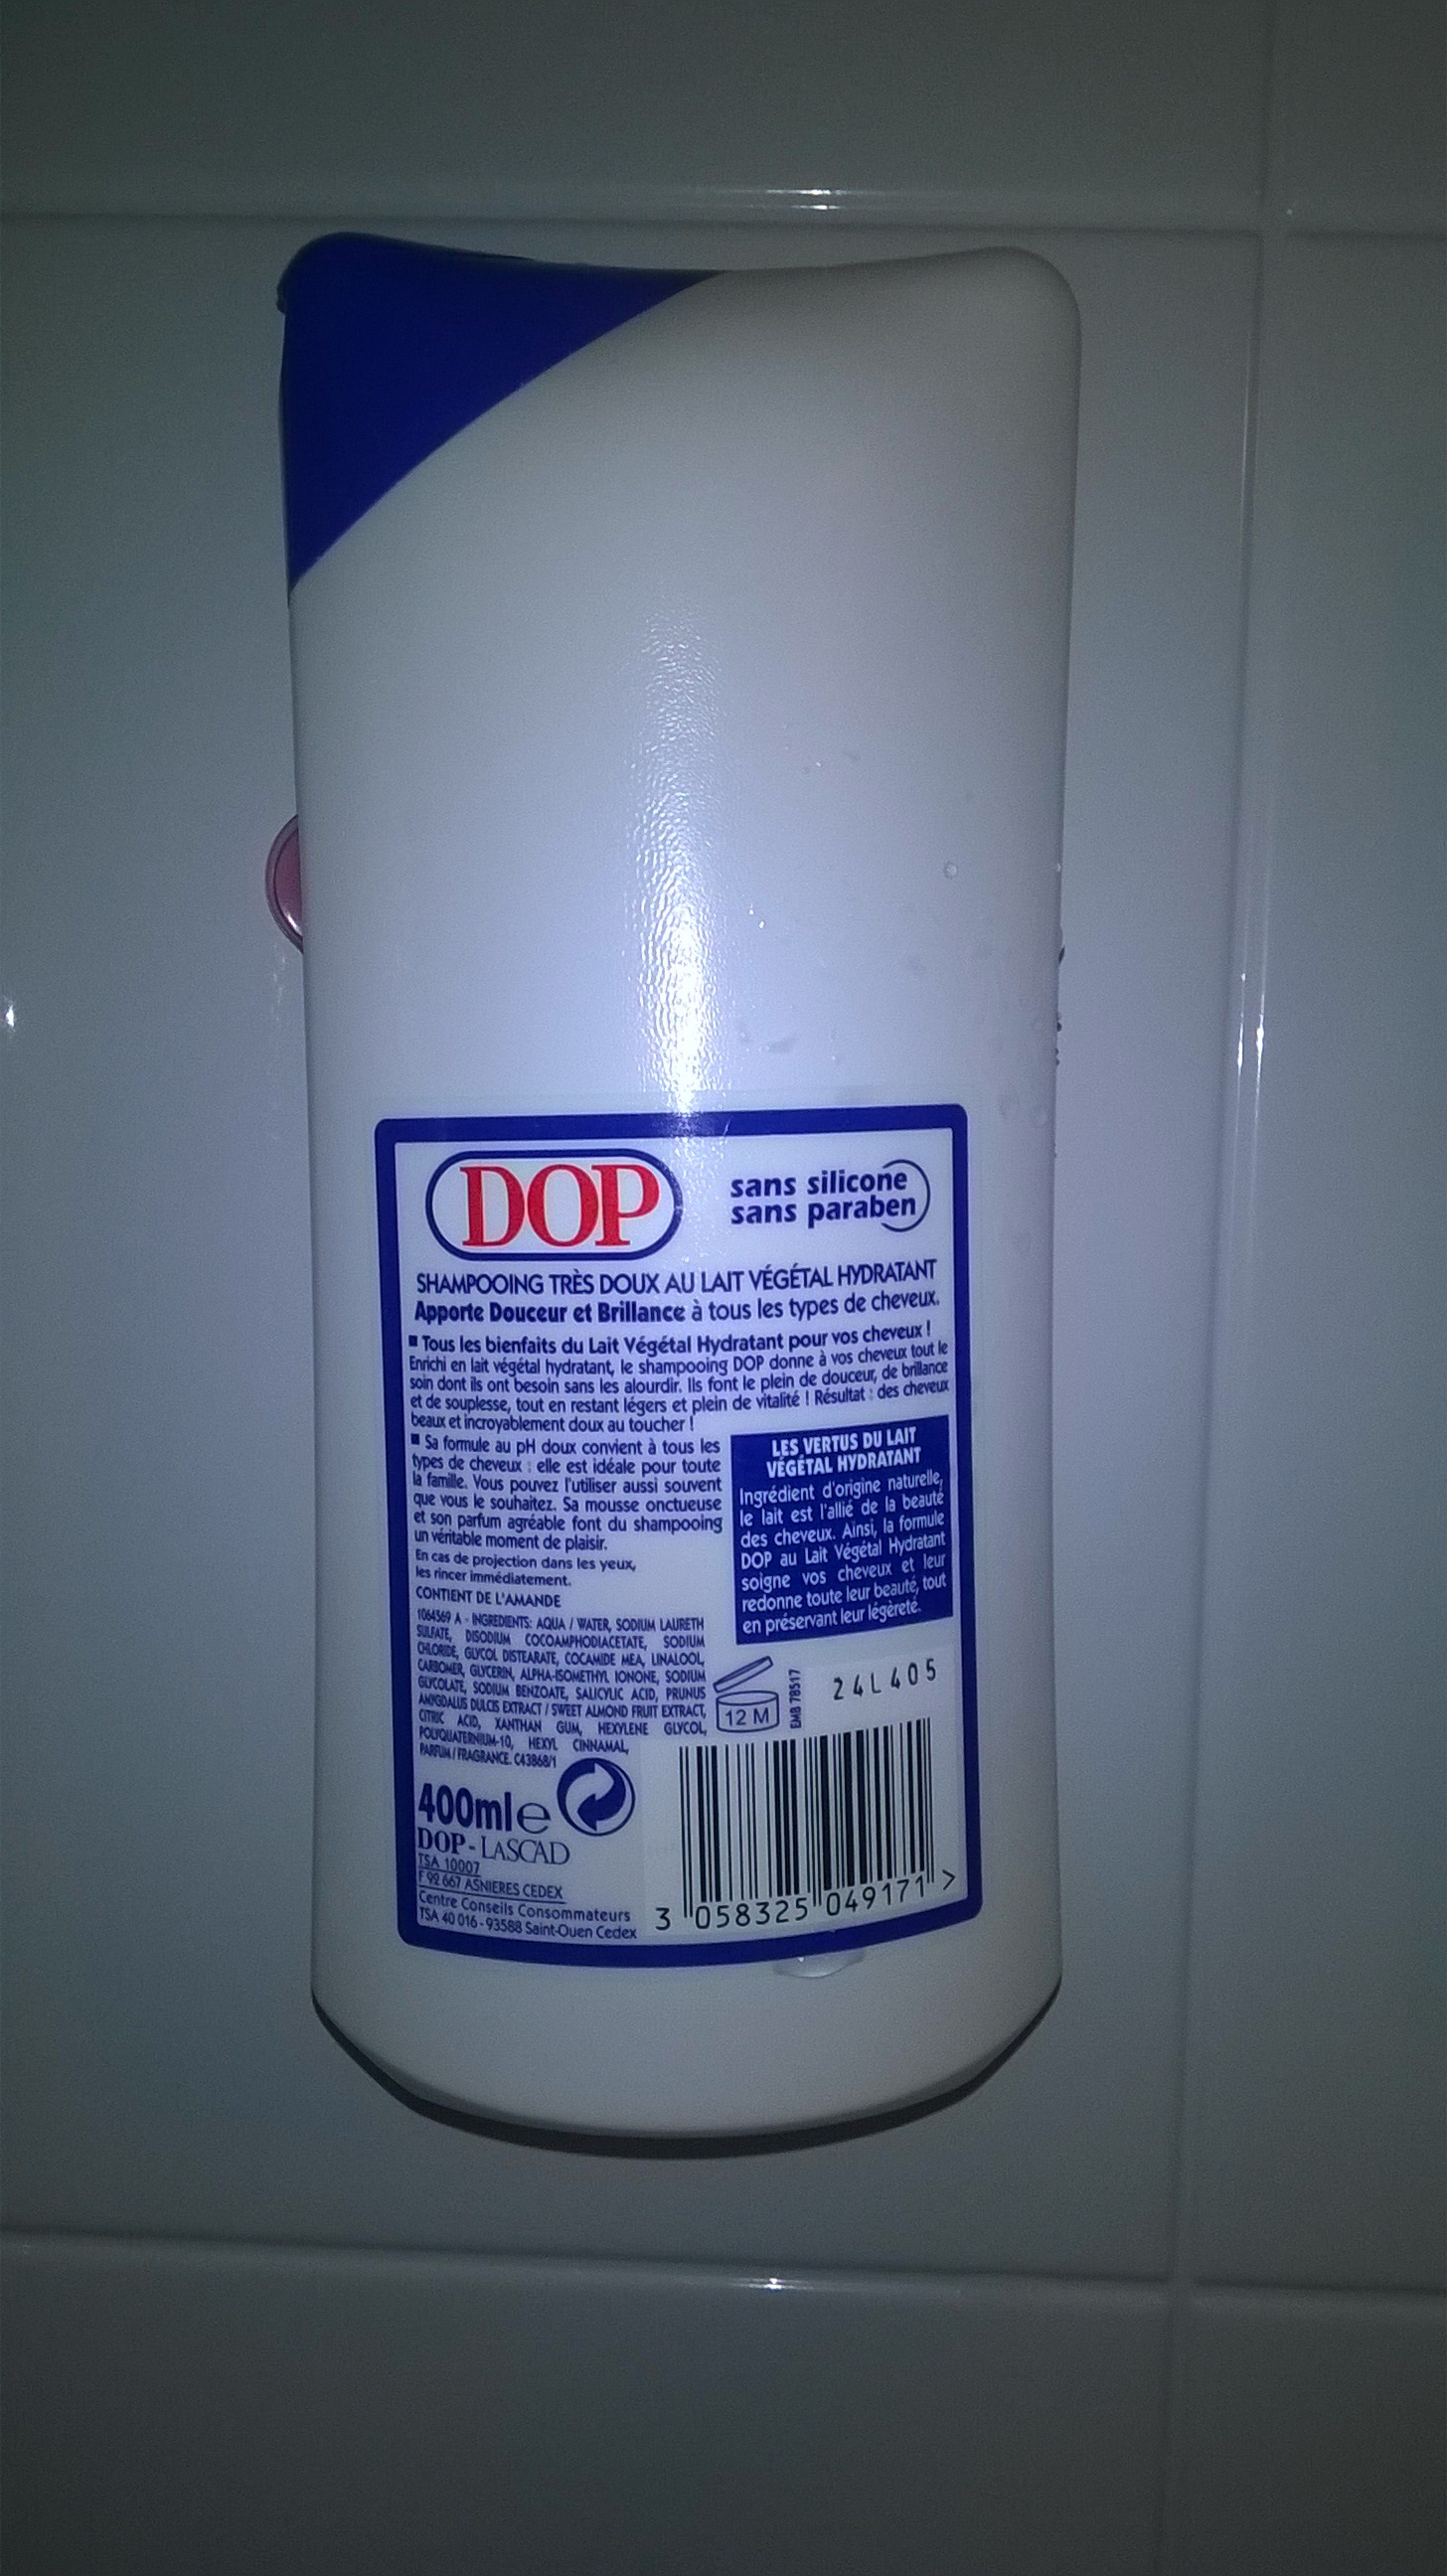 DOP
sans silicone
sans paraben
SHAMPOOING TRÈS DOUX AU LAIT VÉGÉTAL HYDRATANT
Apporte Douceur et Brillance à tous les types de cheveux.
■ Tous les bienfaits du Lait Végétal Hydratant pour vos cheveux !
Enrichi en lait végétal hydratant, le shampooing DOP donne à vos cheveux tout le
soin dont ils ont besoin sans les alourdir. Ils font le plein de douceur, de brillance
et de souplesse, tout en restant légers et plein de vitalité ! Résultat : des cheveux
beaux et incroyablement doux au toucher !
■ Sa formule au pH doux convient à tous les
types de cheveux : elle est idéale pour toute
la famille. Vous pouvez l'utiliser aussi souvent
que vous le souhaitez. Sa mousse onctueuse
et son parfum agréable font du shampooing
un véritable moment de plaisir.
En cas de projection dans les yeux,
les rincer immédiatement.
CONTIENT DE L'AMANDE
1064569 A - INGREDIENTS: AQUA / WATER, SODIUM LAURETH
SULFATE, DISODIUM COCOAMPHODIACETATE, SODIUM
CHLORIDE, GLYCOL DISTEARATE, COCAMIDE MEA, LINALOOL,
CARBOMER, GLYCERIN, ALPHA-ISOMETHYL IONONE, SODIUM
GLYCOLATE, SODIUM BENZOATE, SALICYLIC ACID, PRUNUS
AMYGDALUS DULCIS EXTRACT / SWEET ALMOND FRUIT EXTRACT,
CITRIC ACID, XANTHAN GUM, HEXYLENE GLYCOL,
POLYQUATERNIUM-10, HEXYL CINNAMAL,
PARFUM / FRAGRANCE. C43868/1
LES VERTUS DU LAIT
VÉGÉTAL HYDRATANT
Ingrédient d'origine naturelle,
le lait est l'allié de la beauté
des cheveux. Ainsi, la formule
DOP au Lait Végétal Hydratant
soigne vos cheveux et leur
redonne toute leur beauté, tout
en préservant leur légèreté.
12 M
EMB 78517
24L405
400ml e
DOP - LASCAD
TSA 10007
F 92 667 ASNIERES CEDEX
Centre Conseils Consommateurs
TSA 40 016 - 93588 Saint-Ouen Cedex
3 058325 049171 >